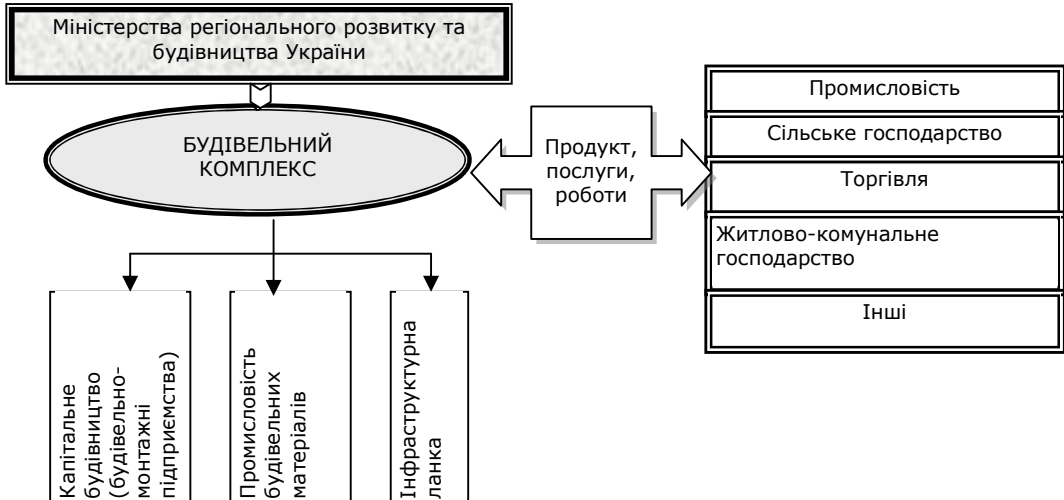 Міністерства регіонального розвитку та
будівництва України
БУДІВЕЛЬНИЙ
КОМПЛЕКС
Продукт,
послуги,
роботи
Промисловість
Сільське господарство
Торгівля
Житлово-комунальне
господарство
Інші
Капітальне
будівництво
(будівельно-
монтажні
підприємства)
Промисловість
будівельних
матеріалів
Інфраструктурна
ланка